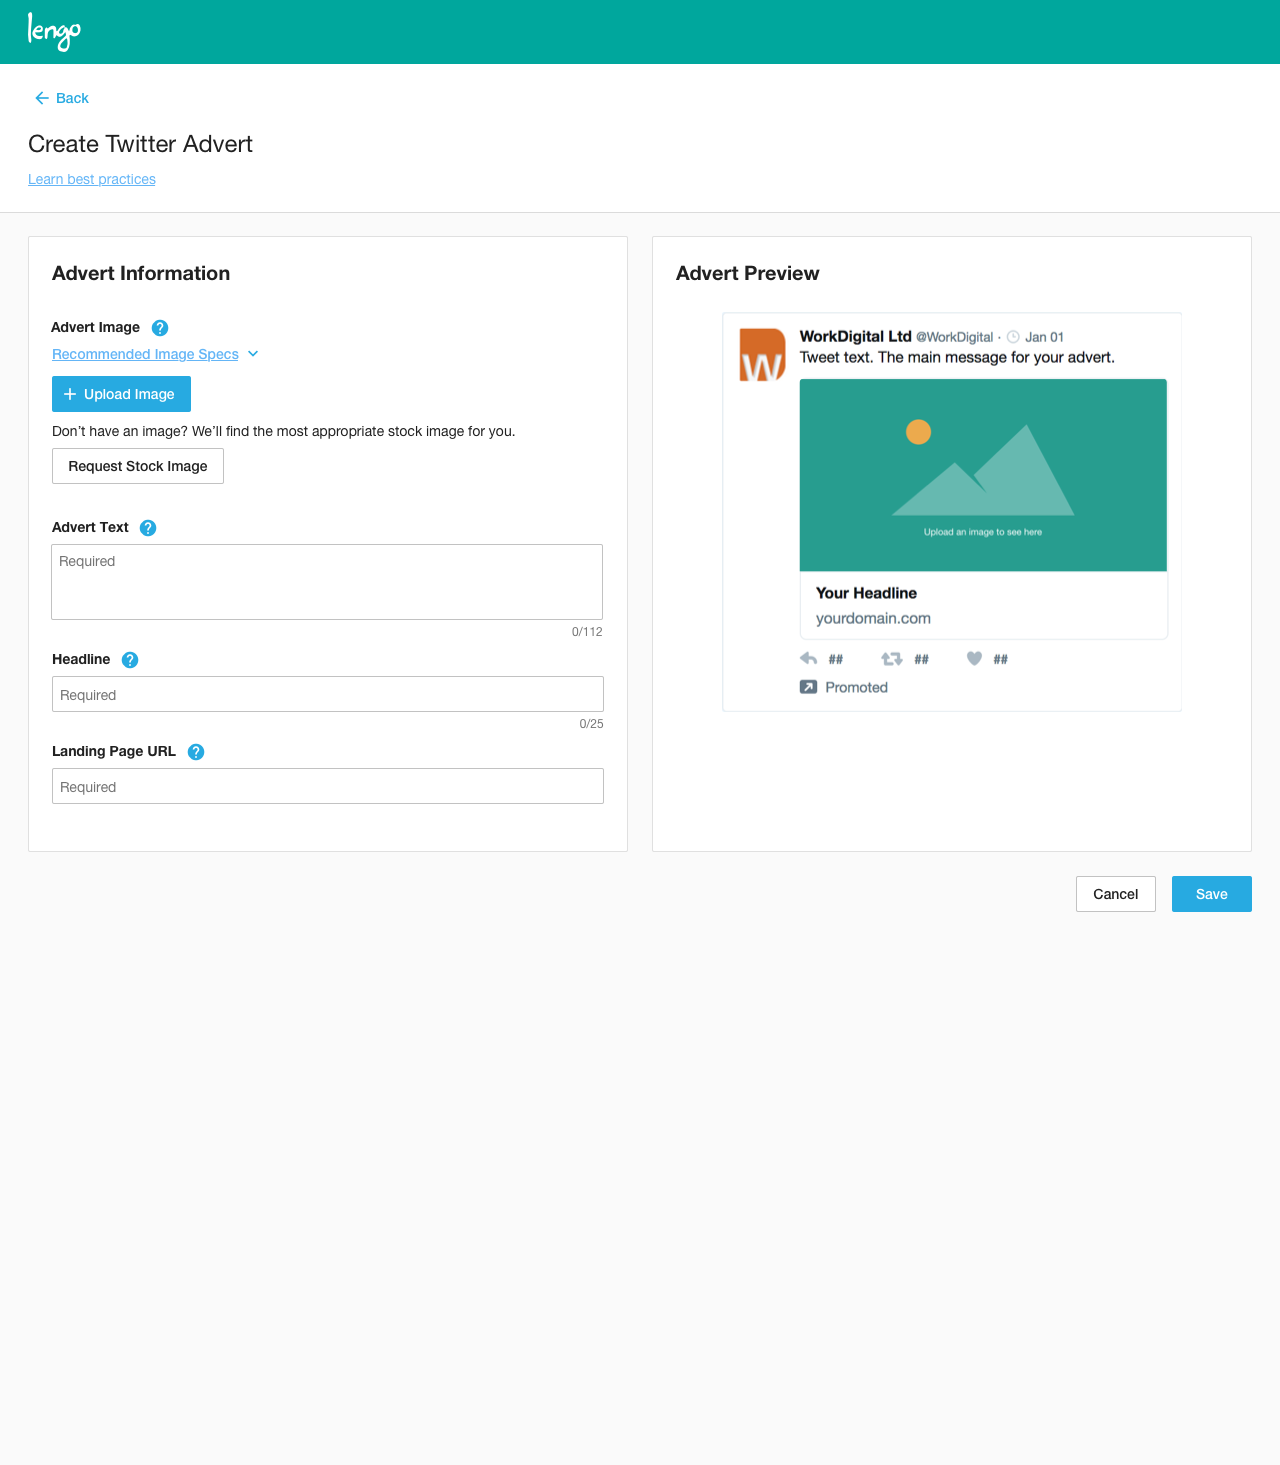 lengo
Back
Create Twitter Advert
Learn best practices
Advert Information
Advert Image
Recommended Image Specs
Upload Image
Don’t have an image? We’ll find the most appropriate stock image for you.
Request Stock Image
Advert Text
Required
0/112
Headline
Required
0/25
Landing Page URL
Required
Advert Preview
W
WorkDigital Ltd @WorkDigital · Jan 01
Tweet text. The main message for your advert.
Upload an image to see here
Your Headline
yourdomain.com
## ## ##
Promoted
Cancel
Save